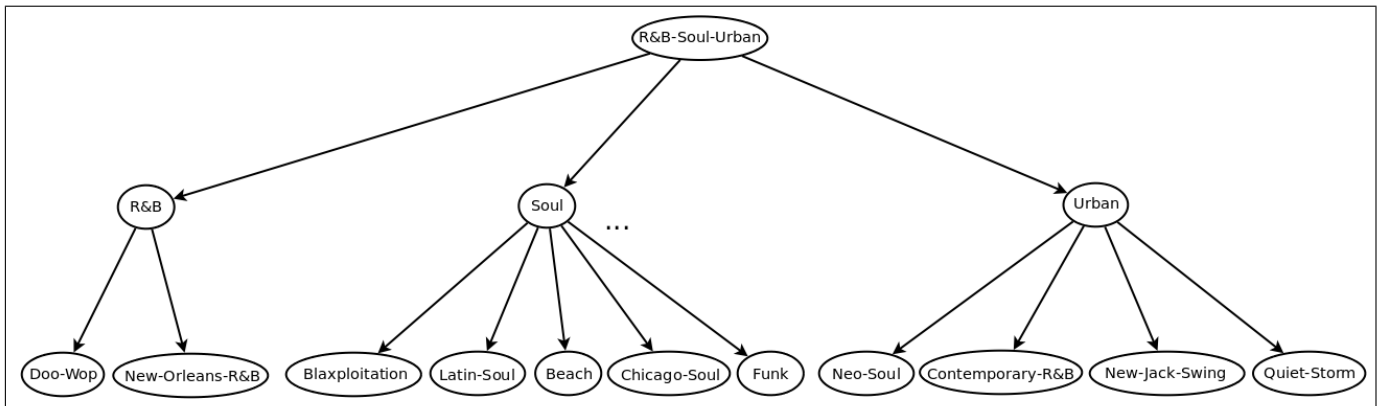 R&B-Soul-Urban
R&B
Soul
...
Urban
Doo-Wop
New-Orleans-R&B
Blaxploitation
Latin-Soul
Beach
Chicago-Soul
Funk
Neo-Soul
Contemporary-R&B
New-Jack-Swing
Quiet-Storm